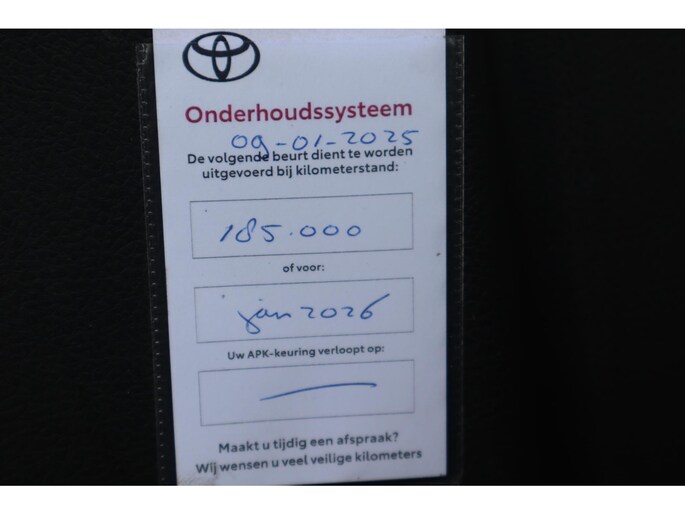 Onderhoudssysteem
09-01-2025
De volgende beurt dient te worden
uitgevoerd bij kilometerstand:
185.000
of voor:
jan 2026
Uw APK-keuring verloopt op:
Maakt u tijdig een afspraak?
Wij wensen u veel veilige kilometers